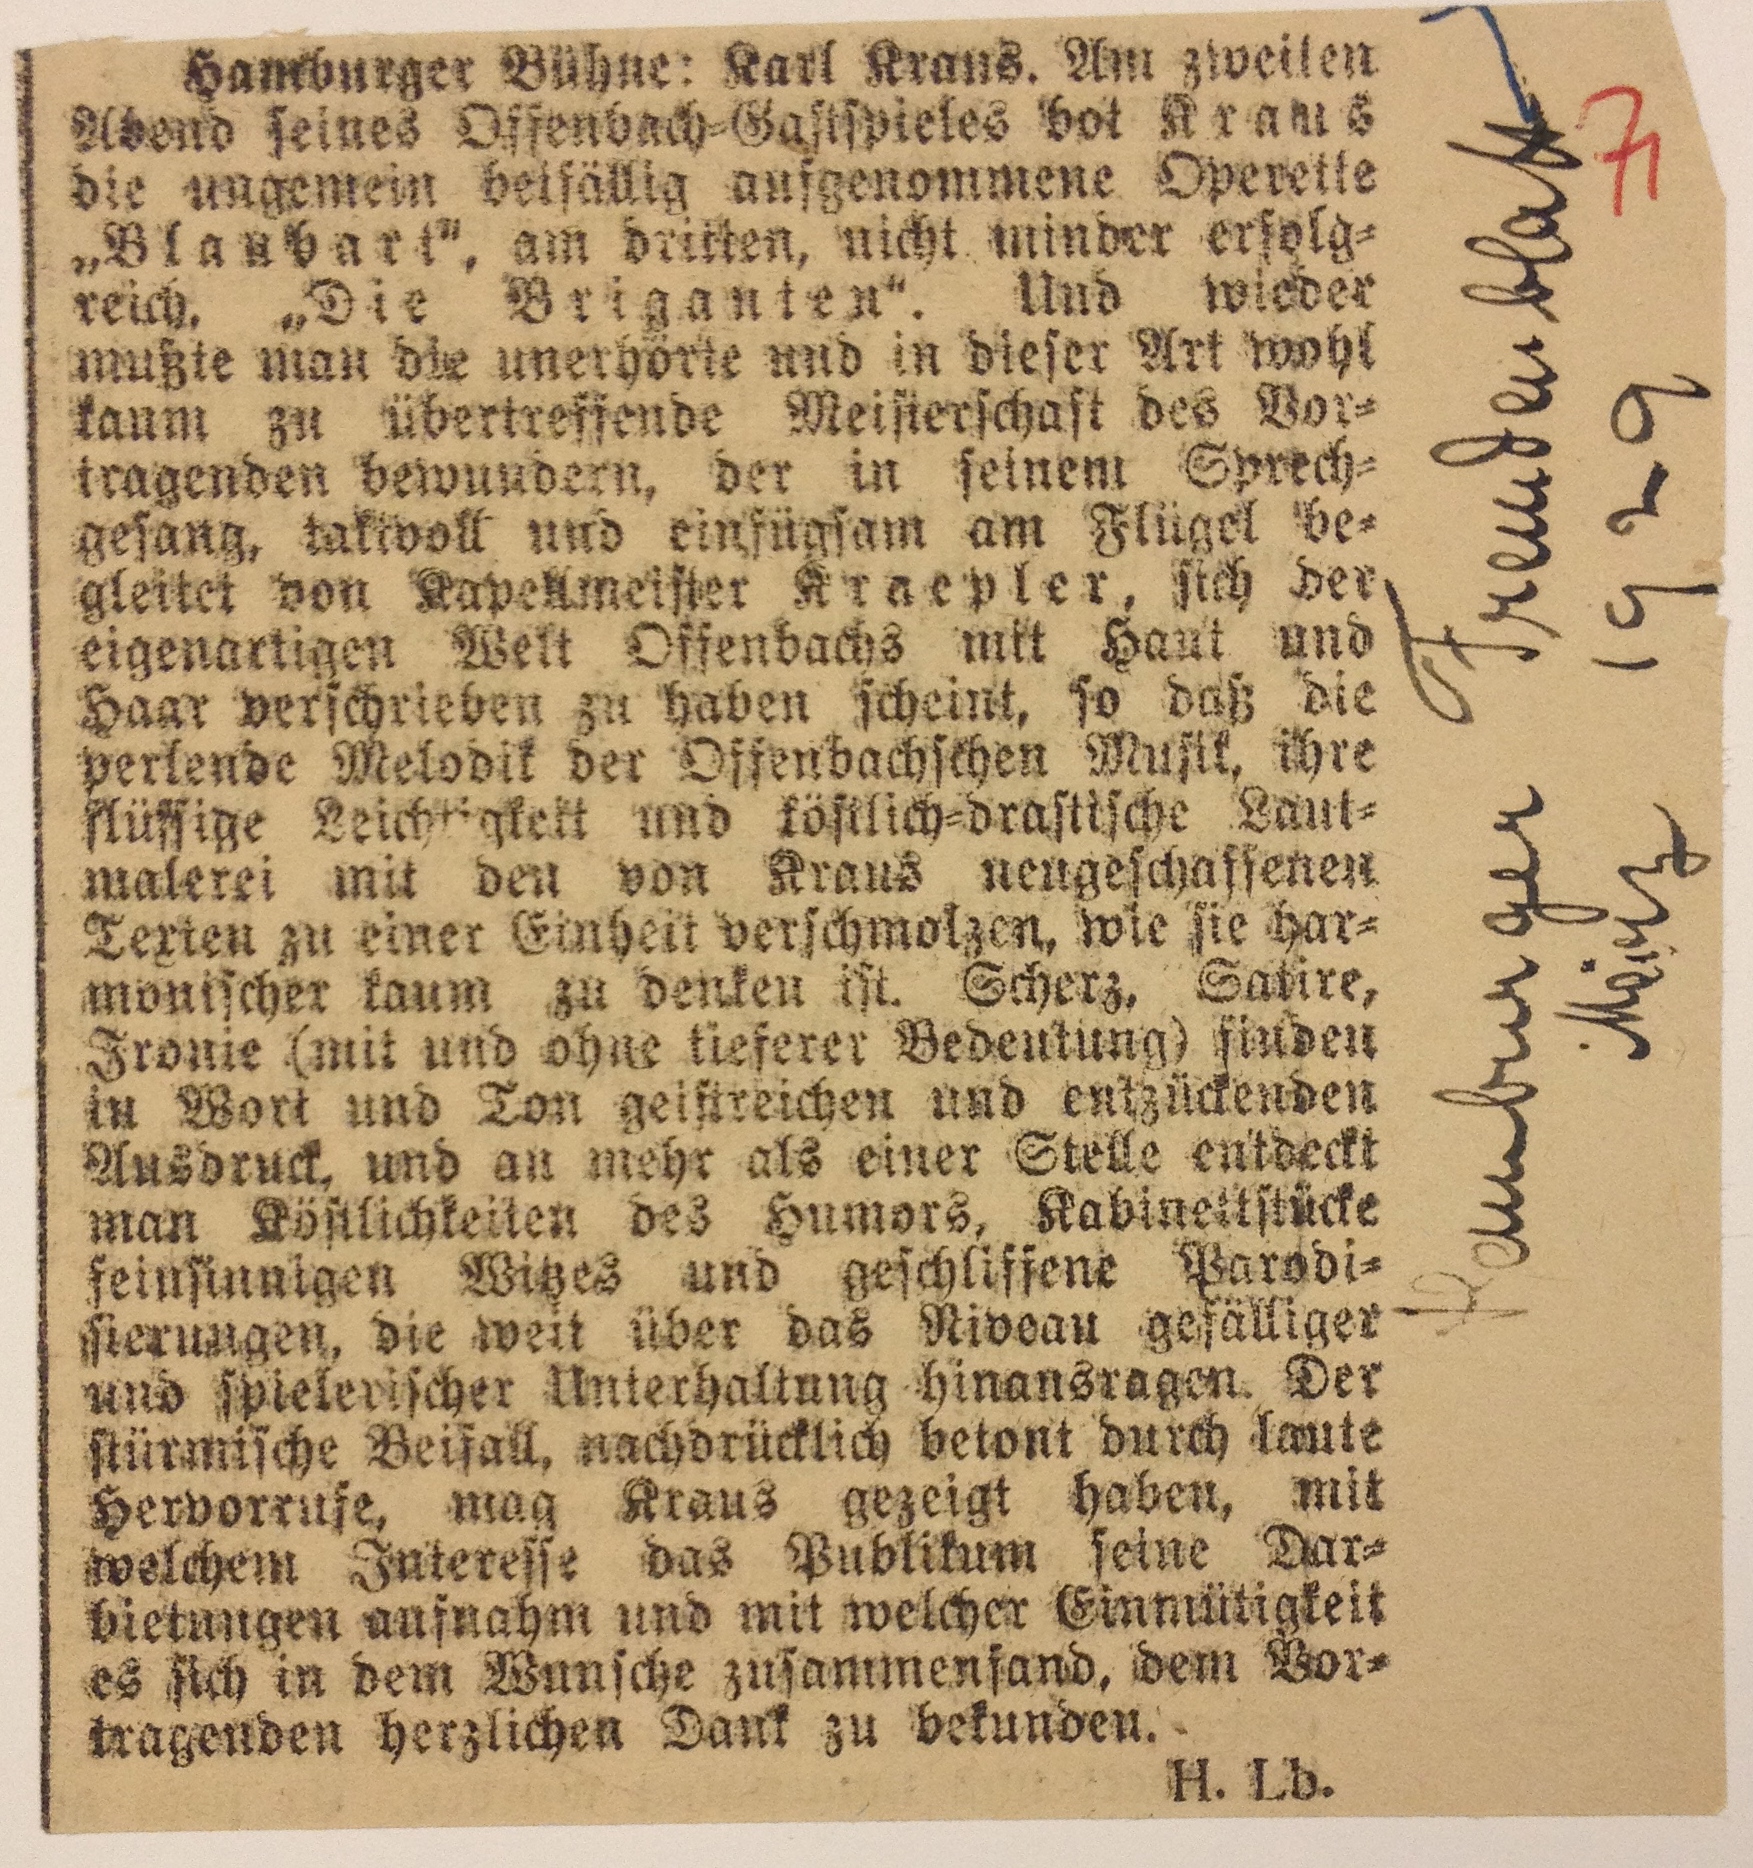 Hamburger Bühne: Karl Kraus. Am zweiten
Abend seines Offenbach-Gastspieles bot Kraus
die ungemein beifällig aufgenommene Operette
„Blaubart“, am dritten, nicht minder erfolg-
reich, „Die Briganten“. Und wieder
mußte man die unerhörte und in dieser Art wohl
kaum zu übertreffende Meisterschaft des Vor-
tragenden bewundern, der in seinem Sprech-
gesang, taktvoll und einfügsam am Flügel be-
gleitet von Kapellmeister Kraepler, sich der
eigenartigen Welt Offenbachs mit Haut und
Haar verschrieben zu haben scheint, so daß die
perlende Melodik der Offenbachschen Musik, ihre
flüssige Leichtigkeit und köstlich-drastische Laut-
malerei mit den von Kraus neugeschaffenen
Texten zu einer Einheit verschmolzen, wie sie har-
monischer kaum zu denken ist. Scherz, Satire,
Ironie (mit und ohne tieferer Bedeutung) finden
in Wort und Ton geistreichen und entzückenden
Ausdruck, und an mehr als einer Stelle entdeckt
man Köstlichkeiten des Humors, Kabinettstücke
feinsinnigen Witzes und geschliffene Parodi-
sierungen, die weit über das Niveau gefälliger
und spielerischer Unterhaltung hinausragen. Der
stürmische Beifall, nachdrücklich betont durch laute
Hervorrufe, mag Kraus gezeigt haben, mit
welchem Interesse das Publikum seine Dar-
bietungen aufnahm und mit welcher Einmütigkeit
es sich in dem Wunsche zusammenfand, dem Vor-
tragenden herzlichen Dank zu bekunden.
H. Lb.
Hamburger Fremdenblatt
März 1929